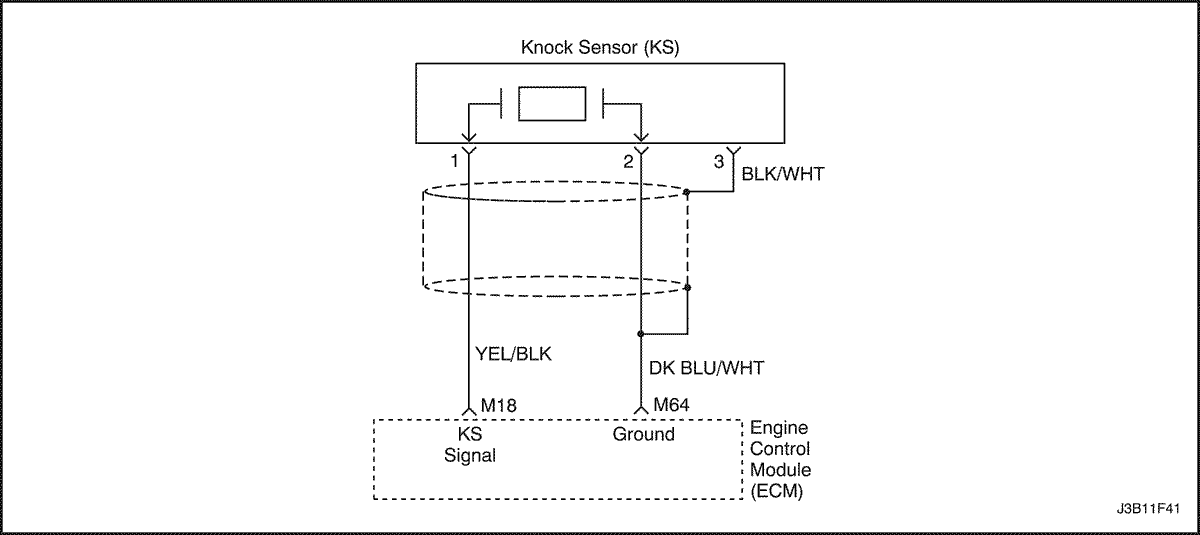 Knock Sensor (KS)
1
2
3
BLK/WHT
YEL/BLK
DK BLU/WHT
M18
M64
KS
Signal
Ground
Engine
Control
Module
(ECM)
J3B11F41